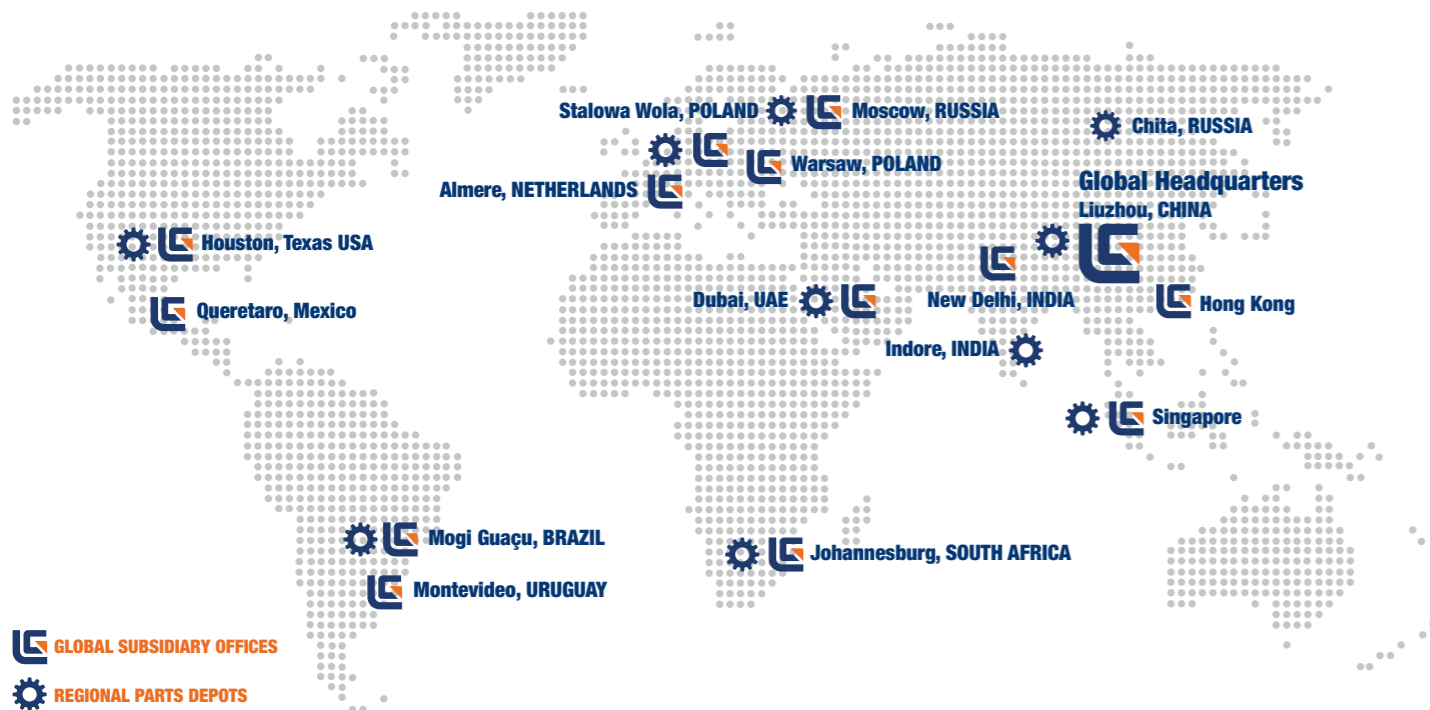 Stalowa Wola, POLAND
Moscow, RUSSIA
Chita, RUSSIA
Warsaw, POLAND
Almere, NETHERLANDS
Global Headquarters
Liuzhou, CHINA
Houston, Texas USA
Queretaro, Mexico
Dubai, UAE
New Delhi, INDIA
Hong Kong
Indore, INDIA
Singapore
Mogi Guaçu, BRAZIL
Johannesburg, SOUTH AFRICA
Montevideo, URUGUAY
GLOBAL SUBSIDIARY OFFICES
REGIONAL PARTS DEPOTS